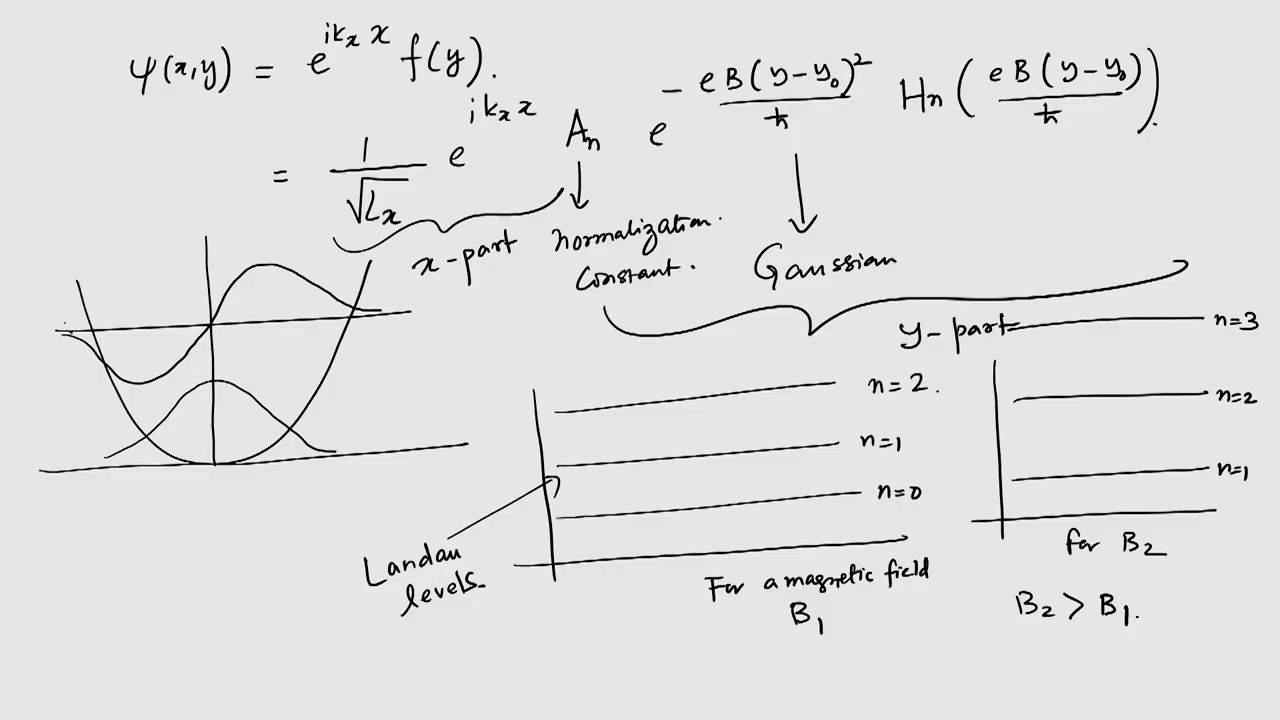 ψ(x,y) = e^{ik_x x} f(y).
= 1/√L_x e^{ik_x x} A_n e^{-eB(y-y_0)²/ħ} H_n(eB(y-y_0)/ħ).
x-part
Normalization
Constant.
Gaussian
y-part
n=2.
n=1
n=0
Landau
levels
For a magnetic field
B_1
n=3
n=2
n=1
for B_2
B_2 > B_1.